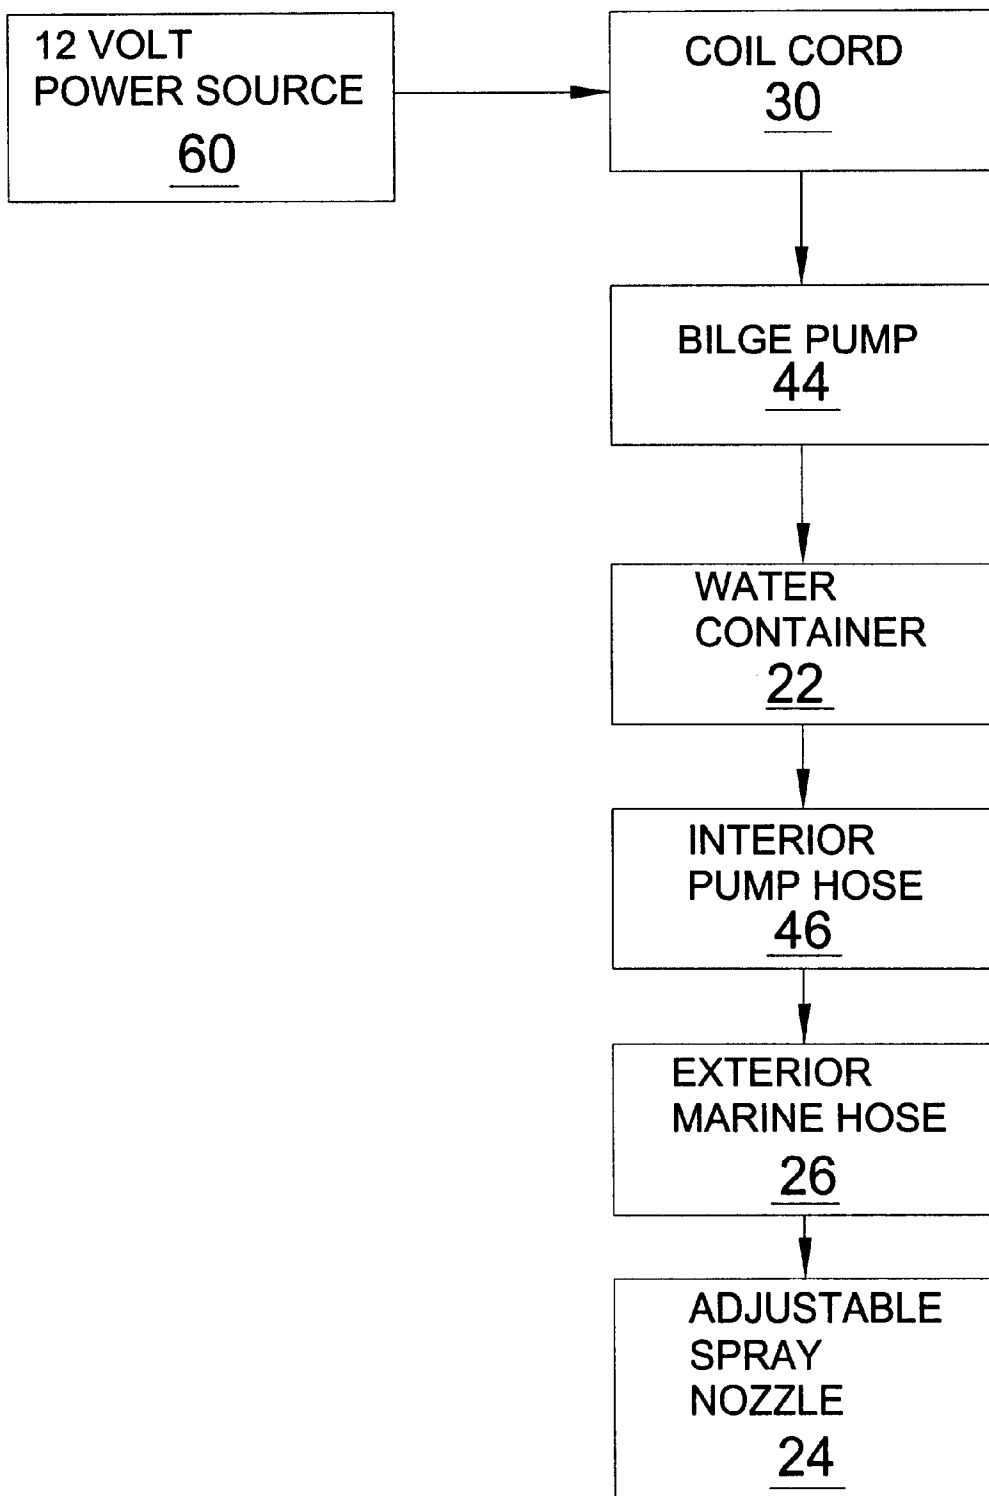 12 VOLT
POWER SOURCE
60
COIL CORD
30
BILGE PUMP
44
WATER
CONTAINER
22
INTERIOR
PUMP HOSE
46
EXTERIOR
MARINE HOSE
26
ADJUSTABLE
SPRAY
NOZZLE
24